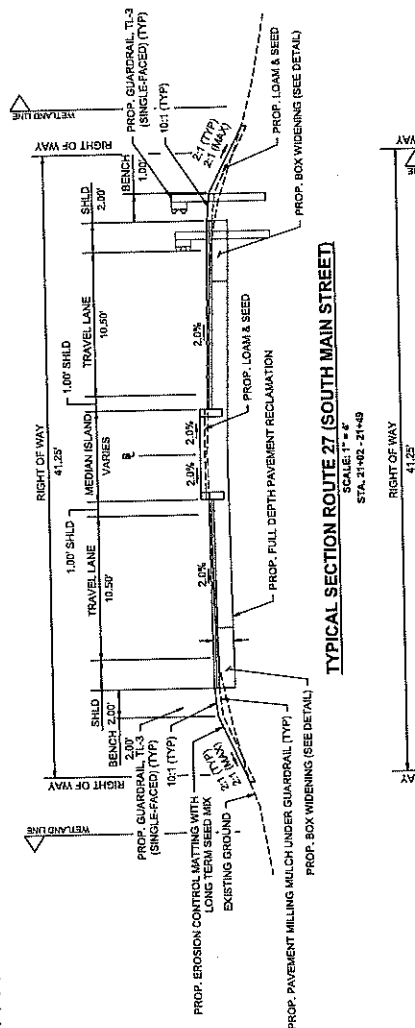 WETLAND LINE
RIGHT OF WAY
41.25'
RIGHT OF WAY
WETLAND LINE
RIGHT OF WAY
SHLD
BENCH 2.00'
2.00'
TRAVEL LANE
10.50'
1.00' SHLD
MEDIAN ISLAND
VARIES
1.00' SHLD
TRAVEL LANE
10.50'
SHLD
2.00'
BENCH
1.00'
PROP. GUARDRAIL, TL-3
(SINGLE-FACED) (TYP)
10:1 (TYP)
2:1 (TYP)
2:1 (MAX)
2.0%
2.0%
2.0%
2.0%
PROP. GUARDRAIL, TL-3
(SINGLE-FACED) (TYP)
10:1 (TYP)
2:1 (TYP)
2:1 (MAX)
PROP. LOAM & SEED
PROP. BOX WIDENING (SEE DETAIL)
PROP. LOAM & SEED
PROP. FULL DEPTH PAVEMENT RECLAMATION
PROP. EROSION CONTROL MATTING WITH
LONG TERM SEED MIX
EXISTING GROUND
PROP. PAVEMENT MILLING MULCH UNDER GUARDRAIL (TYP)
PROP. BOX WIDENING (SEE DETAIL)
TYPICAL SECTION ROUTE 27 (SOUTH MAIN STREET)
SCALE: 1" = 4'
STA. 21+02 - 21+49
RIGHT OF WAY
41.25'
WAY